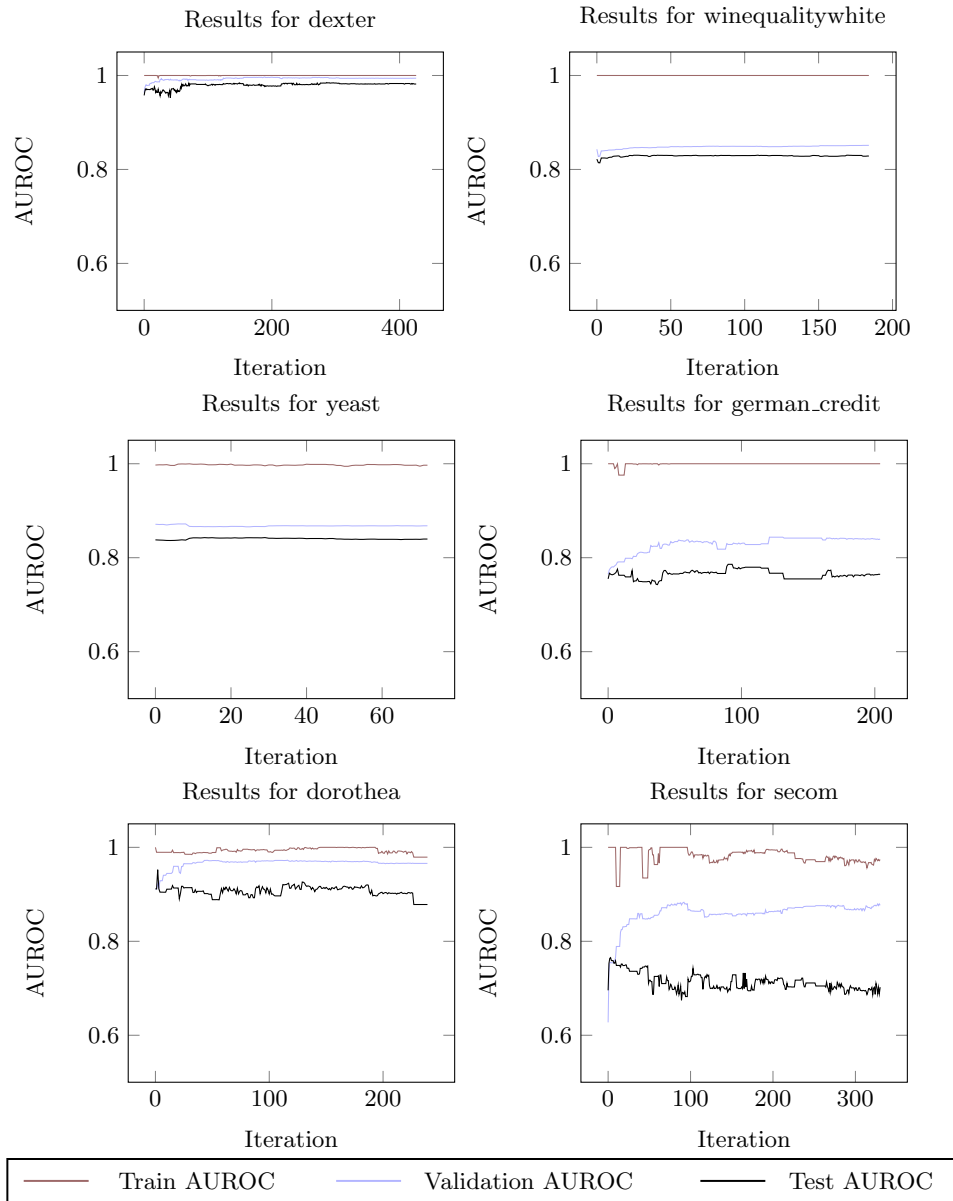 Results for dexter
1
0.8
0.6
AUROC
0 200 400
Iteration
Results for winequalitywhite
1
0.8
0.6
AUROC
0 50 100 150 200
Iteration
Results for yeast
1
0.8
0.6
AUROC
0 20 40 60
Iteration
Results for german_credit
1
0.8
0.6
AUROC
0 100 200
Iteration
Results for dorothea
1
0.8
0.6
AUROC
0 100 200
Iteration
Results for secom
1
0.8
0.6
AUROC
0 100 200 300
Iteration
Train AUROC Validation AUROC Test AUROC